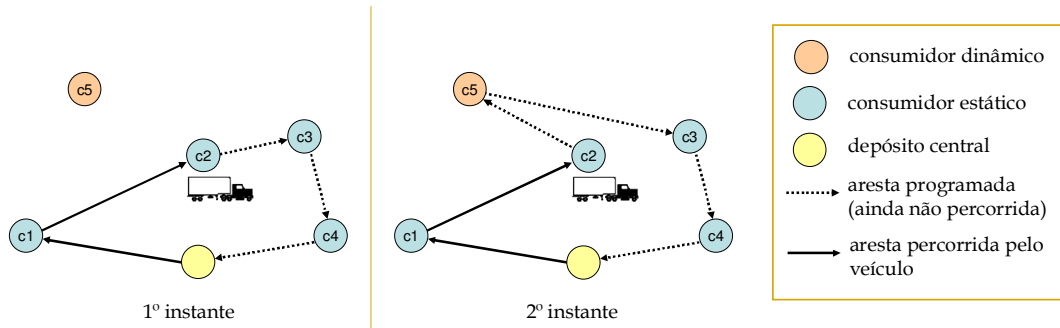 c5
c3
c2
c1
c4
1º instante
c5
c3
c2
c1
c4
2º instante
consumidor dinâmico
consumidor estático
depósito central
aresta programada
(ainda não percorrida)
aresta percorrida pelo
veículo